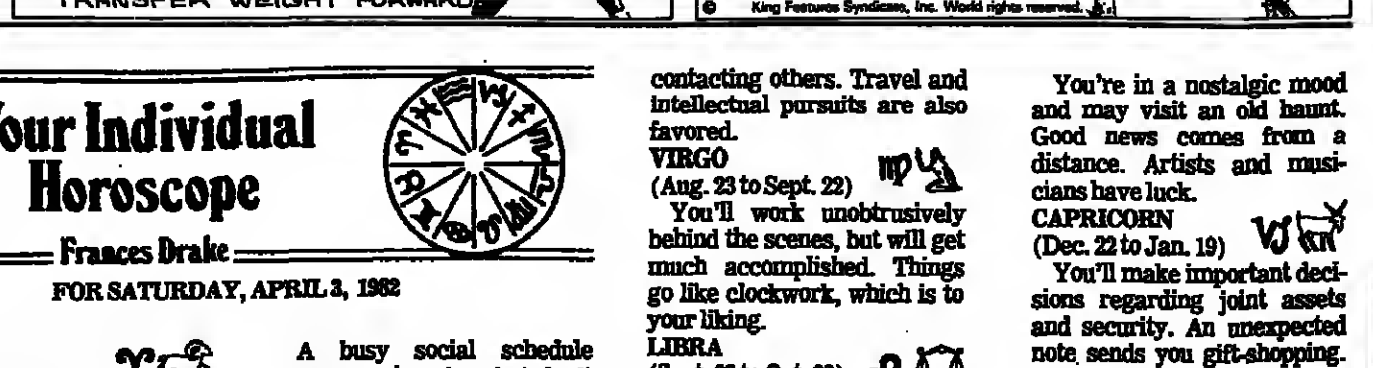 TRANSFER WEIGHT FORWARD
© King Features Syndicate, Inc. World rights reserved.
our Individual
Horoscope
Frances Drake
FOR SATURDAY, APRIL 3, 1982
A busy social schedule
contacting others. Travel and
intellectual pursuits are also
favored.
VIRGO
(Aug. 23 to Sept. 22)
You'll work unobtrusively
behind the scenes, but will get
much accomplished. Things
go like clockwork, which is to
your liking.
LIBRA
You're in a nostalgic mood
and may visit an old haunt.
Good news comes from a
distance. Artists and musi-
cians have luck.
CAPRICORN
(Dec. 22 to Jan. 19)
You'll make important deci-
sions regarding joint assets
and security. An unexpected
note sends you gift-shopping.